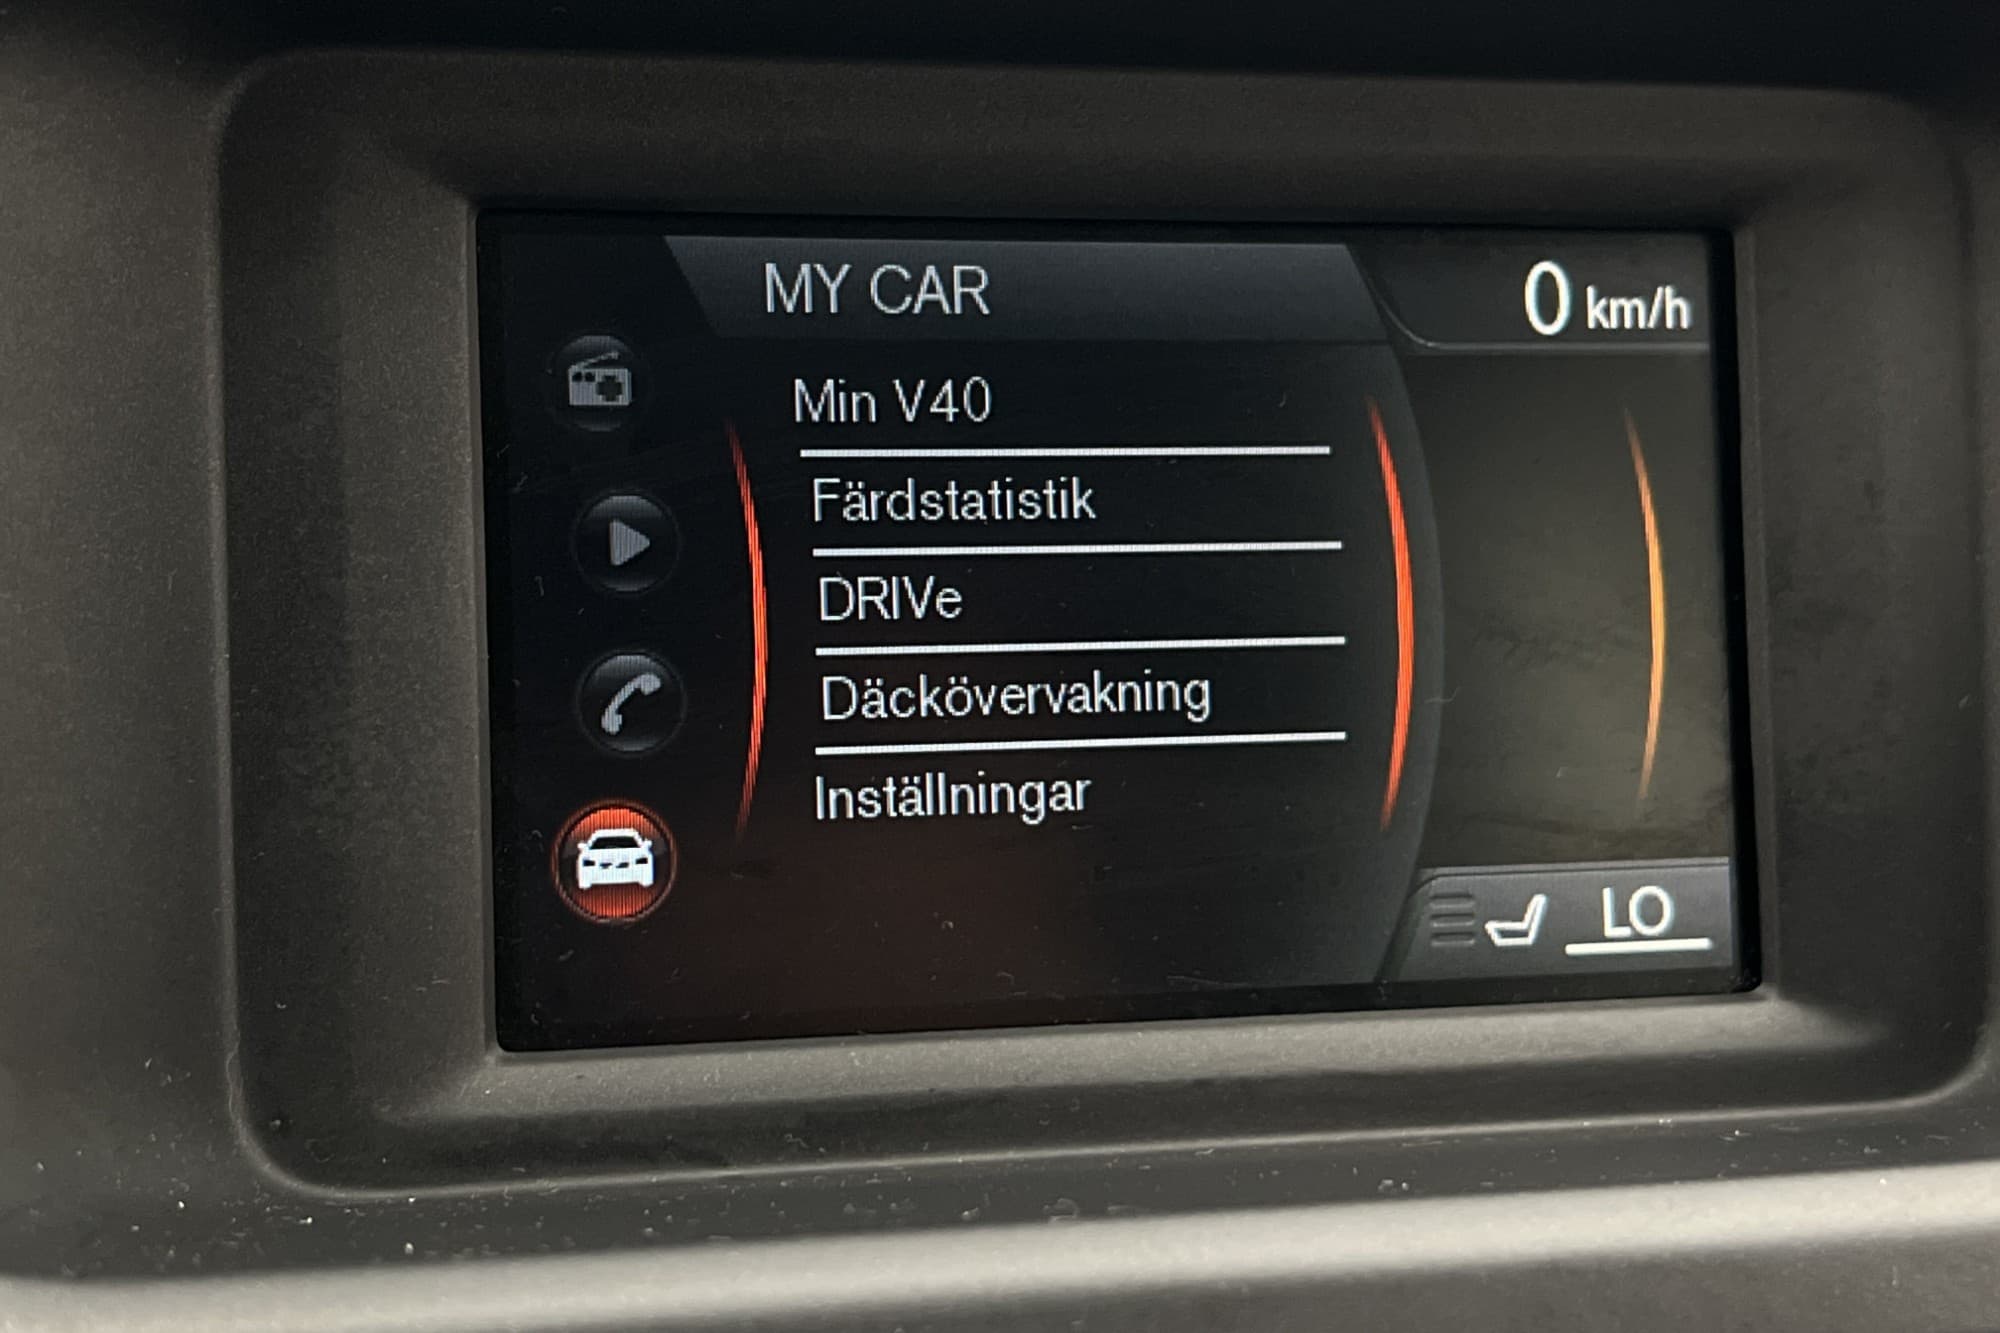 MY CAR
0 km/h
Min V40
Färdstatistik
DRIVe
Däckövervakning
Inställningar
LO